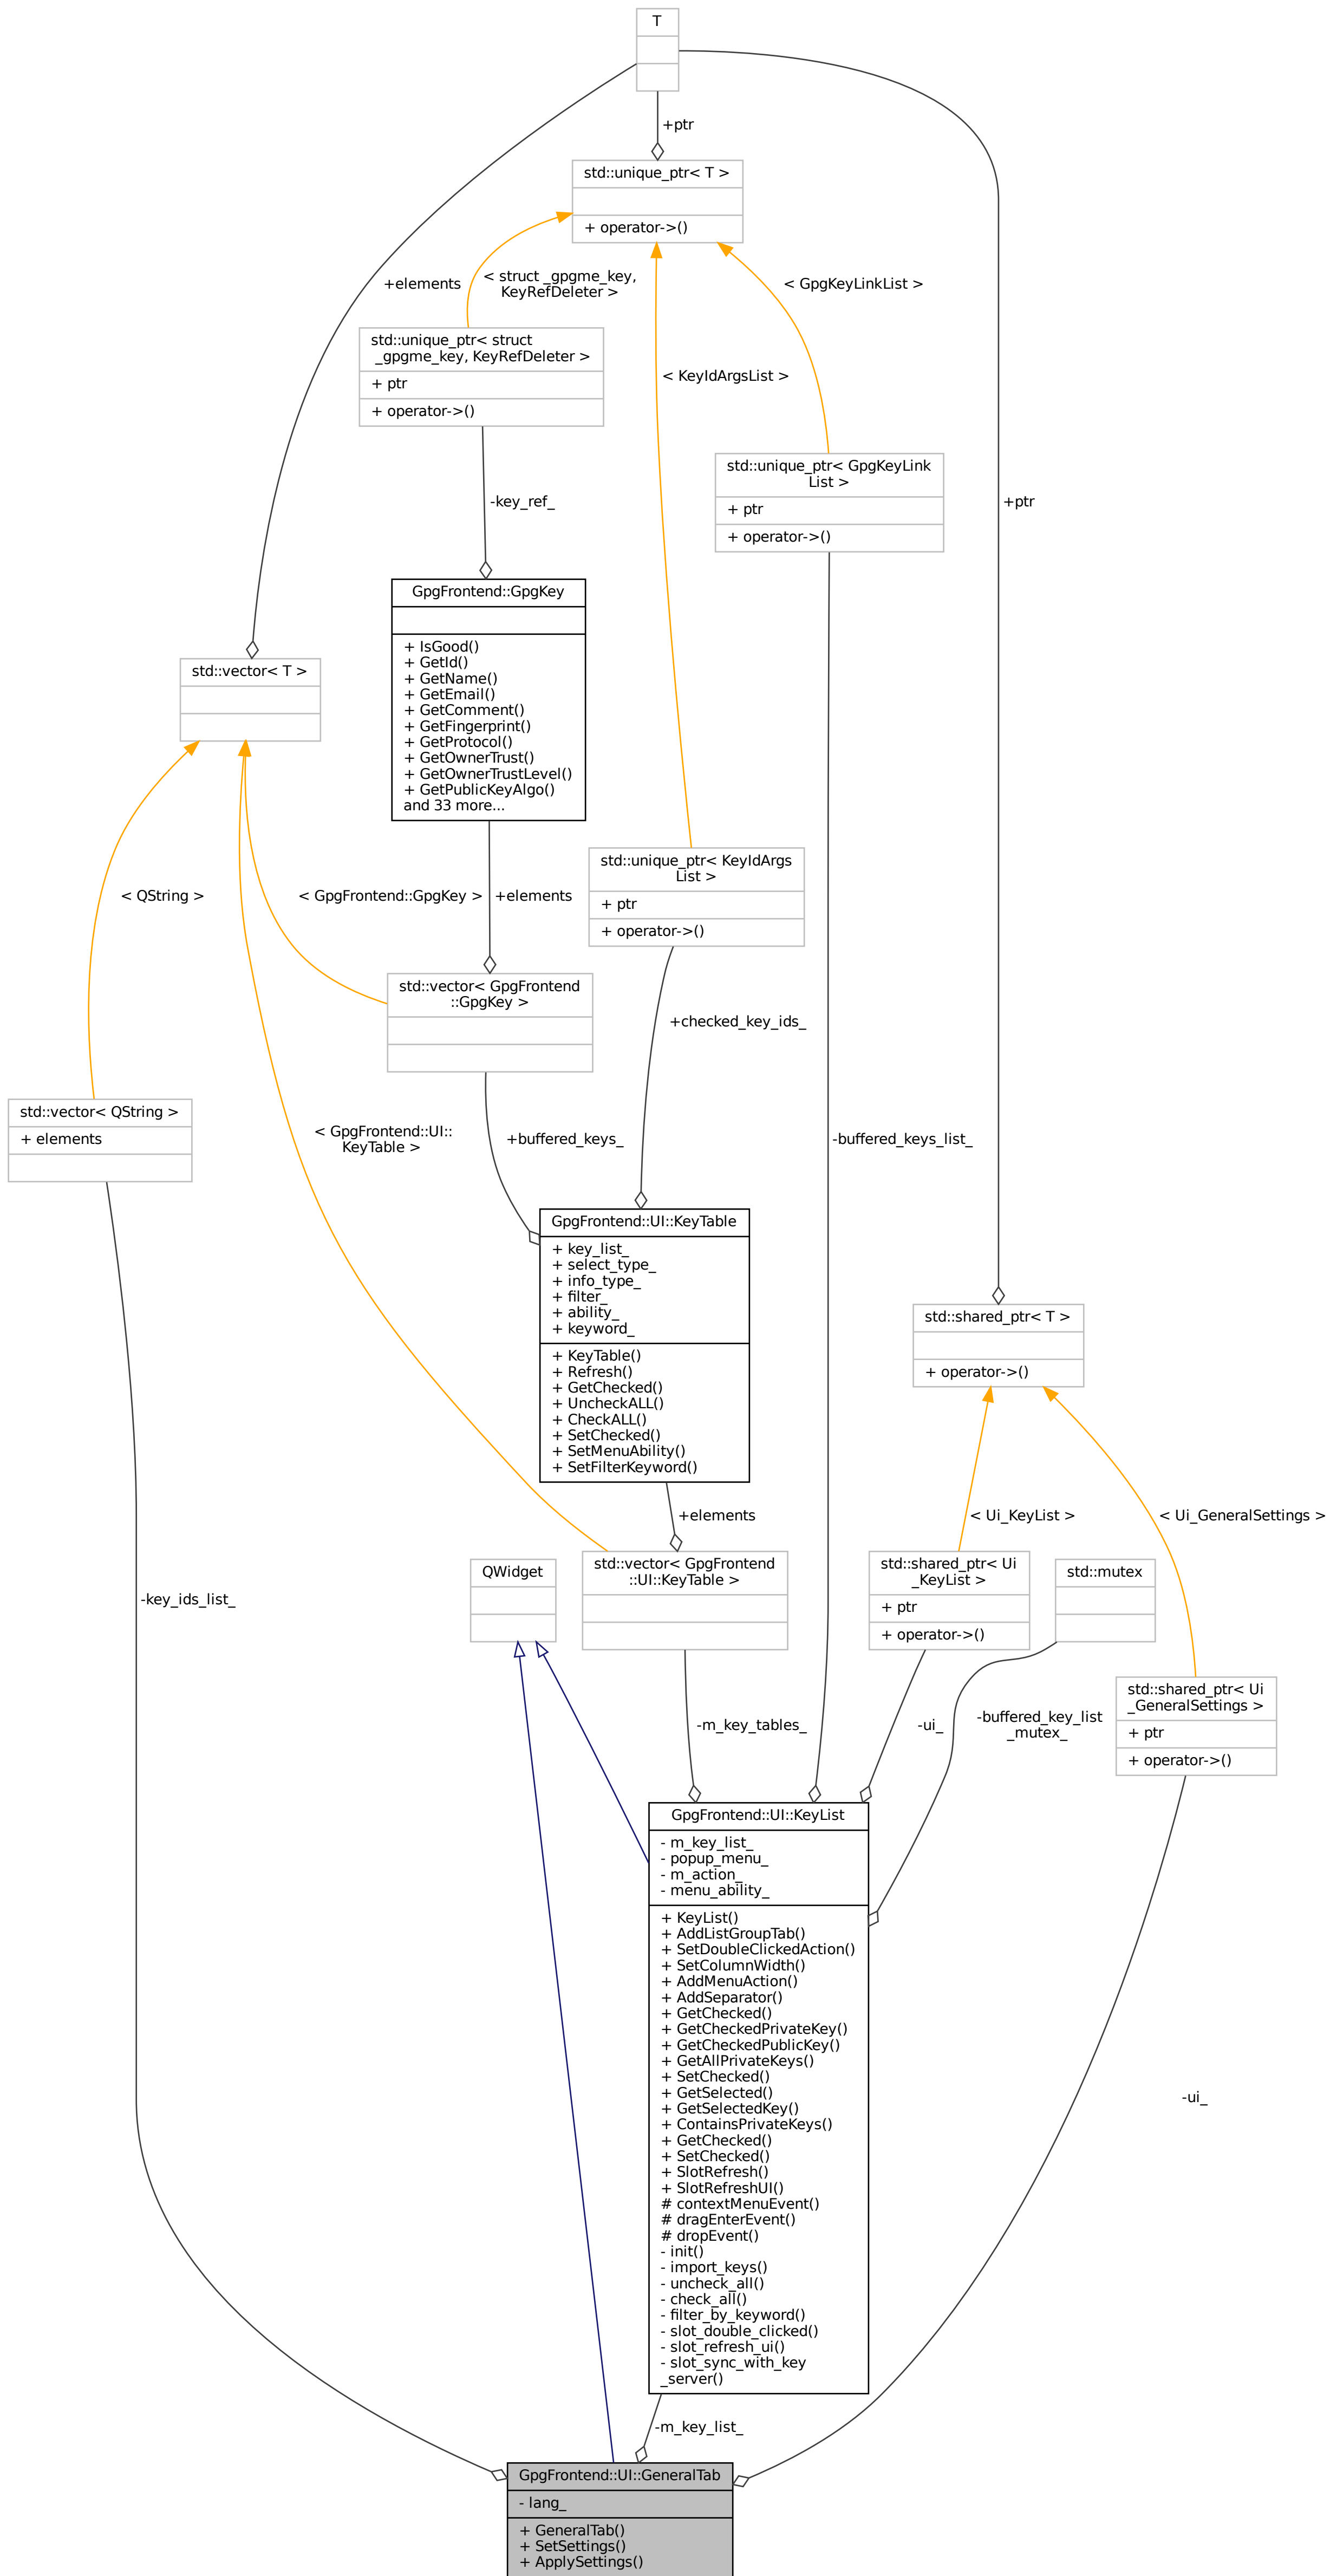 T
+ptr
std::unique_ptr< T >
+ operator->()
+elements
< struct _gpgme_key,
KeyRefDeleter >
< GpgKeyLinkList >
std::unique_ptr< struct
_gpgme_key, KeyRefDeleter >
+ ptr
+ operator->()
< KeyIdArgsList >
std::unique_ptr< GpgKeyLink
List >
+ ptr
+ operator->()
-key_ref_
+ptr
GpgFrontend::GpgKey
+ IsGood()
+ GetId()
+ GetName()
+ GetEmail()
+ GetComment()
+ GetFingerprint()
+ GetProtocol()
+ GetOwnerTrust()
+ GetOwnerTrustLevel()
+ GetPublicKeyAlgo()
and 33 more...
std::vector< T >
std::unique_ptr< KeyIdArgs
List >
+ ptr
+ operator->()
< QString >
< GpgFrontend::GpgKey >
+elements
std::vector< GpgFrontend
::GpgKey >
+checked_key_ids_
std::vector< QString >
+ elements
< GpgFrontend::UI::
KeyTable >
+buffered_keys_
-buffered_keys_list_
GpgFrontend::UI::KeyTable
+ key_list_
+ select_type_
+ info_type_
+ filter_
+ ability_
+ keyword_
+ KeyTable()
+ Refresh()
+ GetChecked()
+ UncheckALL()
+ CheckALL()
+ SetChecked()
+ SetMenuAbility()
+ SetFilterKeyword()
std::shared_ptr< T >
+ operator->()
+elements
< Ui_KeyList >
< Ui_GeneralSettings >
QWidget
std::vector< GpgFrontend
::UI::KeyTable >
std::shared_ptr< Ui
_KeyList >
+ ptr
+ operator->()
std::mutex
-key_ids_list_
std::shared_ptr< Ui
_GeneralSettings >
+ ptr
+ operator->()
-m_key_tables_
-ui_
-buffered_key_list
_mutex_
GpgFrontend::UI::KeyList
- m_key_list_
- popup_menu_
- m_action_
- menu_ability_
+ KeyList()
+ AddListGroupTab()
+ SetDoubleClickedAction()
+ SetColumnWidth()
+ AddMenuAction()
+ AddSeparator()
+ GetChecked()
+ GetCheckedPrivateKey()
+ GetCheckedPublicKey()
+ GetAllPrivateKeys()
+ SetChecked()
+ GetSelected()
+ GetSelectedKey()
+ ContainsPrivateKeys()
+ GetChecked()
+ SetChecked()
+ SlotRefresh()
+ SlotRefreshUI()
# contextMenuEvent()
# dragEnterEvent()
# dropEvent()
- init()
- import_keys()
- uncheck_all()
- check_all()
- filter_by_keyword()
- slot_double_clicked()
- slot_refresh_ui()
- slot_sync_with_key
_server()
-ui_
-m_key_list_
GpgFrontend::UI::GeneralTab
- lang_
+ GeneralTab()
+ SetSettings()
+ ApplySettings()